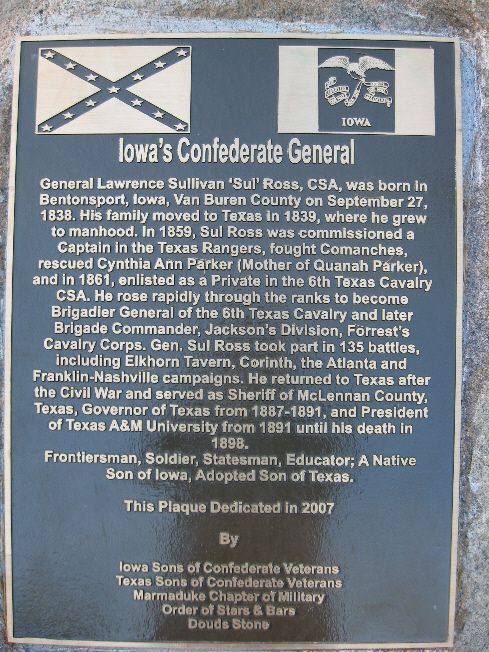 IOWA
Iowa's Confederate General
General Lawrence Sullivan 'Sul' Ross, CSA, was born in
Bentonsport, Iowa, Van Buren County on September 27,
1838. His family moved to Texas in 1839, where he grew
to manhood. In 1859, Sul Ross was commissioned a
Captain in the Texas Rangers, fought Comanches,
rescued Cynthia Ann Parker (Mother of Quanah Parker),
and in 1861, enlisted as a Private in the 6th Texas Cavalry
CSA. He rose rapidly through the ranks to become
Brigadier General of the 6th Texas Cavalry and later
Brigade Commander, Jackson's Division, Forrest's
Cavalry Corps. Gen. Sul Ross took part in 135 battles,
including Elkhorn Tavern, Corinth, the Atlanta and
Franklin-Nashville campaigns. He returned to Texas after
the Civil War and served as Sheriff of McLennan County,
Texas, Governor of Texas from 1887-1891, and President
of Texas A&M University from 1891 until his death in
1898.
Frontiersman, Soldier, Statesman, Educator; A Native
Son of Iowa, Adopted Son of Texas.
This Plaque Dedicated in 2007
By
Iowa Sons of Confederate Veterans
Texas Sons of Confederate Veterans
Marmaduke Chapter of Military
Order of Stars & Bars
Douds Stone